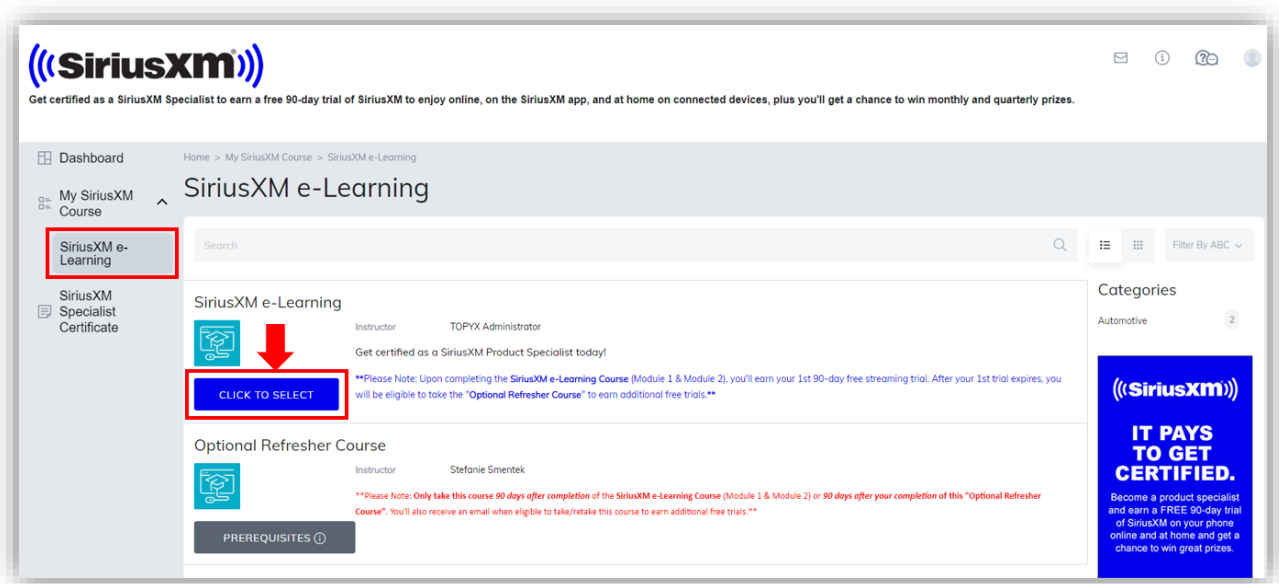 ((SiriusXM))
Get certified as a SiriusXM Specialist to earn a free 90-day trial of SiriusXM to enjoy online, on the SiriusXM app, and at home on connected devices, plus you'll get a chance to win monthly and quarterly prizes.
Dashboard
My SiriusXM
Course
SiriusXM e-
Learning
SiriusXM
Specialist
Certificate
Home > My SiriusXM Course > SiriusXM e-Learning
SiriusXM e-Learning
Search
Filter By ABC
SiriusXM e-Learning
Instructor TOPYX Administrator
Get certified as a SiriusXM Product Specialist today!
**Please Note: Upon completing the SiriusXM e-Learning Course (Module 1 & Module 2), you'll earn your 1st 90-day free streaming trial. After your 1st trial expires, you
will be eligible to take the "Optional Refresher Course" to earn additional free trials.**
CLICK TO SELECT
Optional Refresher Course
Instructor Stefanie Smentek
**Please Note: Only take this course 90 days after completion of the SiriusXM e-Learning Course (Module 1 & Module 2) or 90 days after your completion of this "Optional Refresher
Course". You'll also receive an email when eligible to take/retake this course to earn additional free trials.**
PREREQUISITES
Categories
Automotive 2
((SiriusXM))
IT PAYS
TO GET
CERTIFIED.
Become a product specialist
and earn a FREE 90-day trial
of SiriusXM on your phone
online and at home and get a
chance to win great prizes.